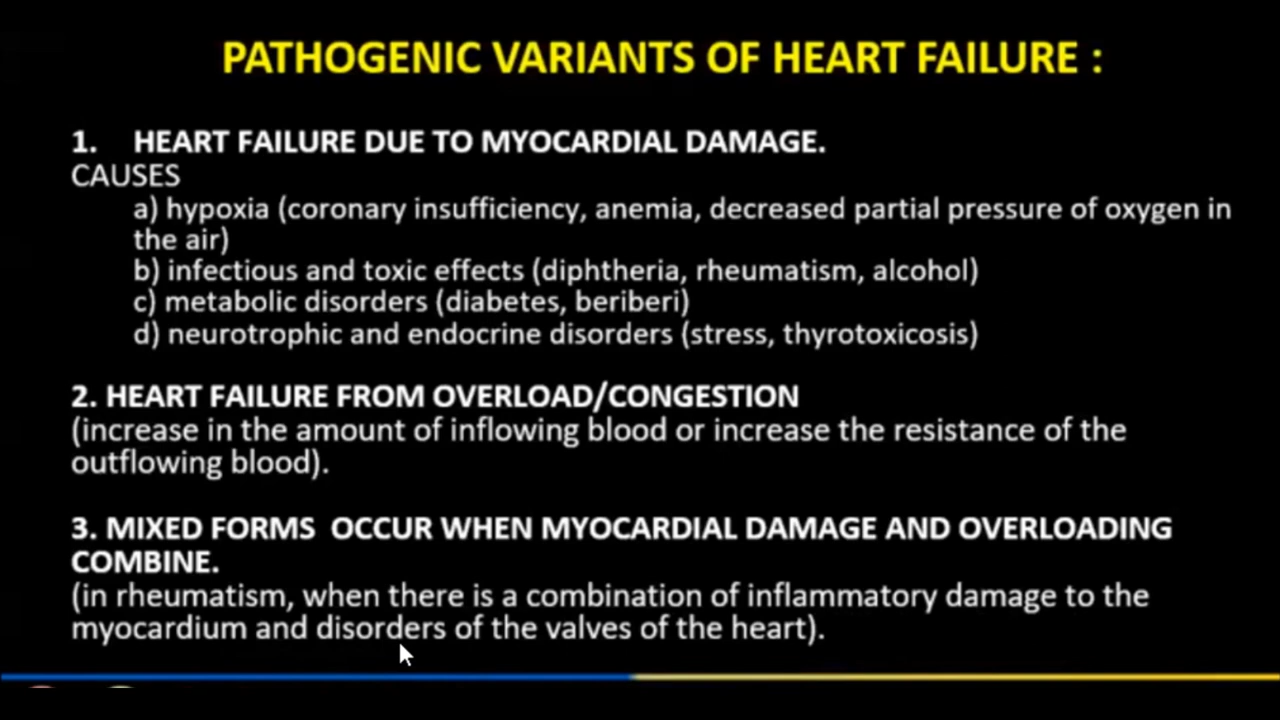 PATHOGENIC VARIANTS OF HEART FAILURE :
1. HEART FAILURE DUE TO MYOCARDIAL DAMAGE.
CAUSES
a) hypoxia (coronary insufficiency, anemia, decreased partial pressure of oxygen in
the air)
b) infectious and toxic effects (diphtheria, rheumatism, alcohol)
c) metabolic disorders (diabetes, beriberi)
d) neurotrophic and endocrine disorders (stress, thyrotoxicosis)
2. HEART FAILURE FROM OVERLOAD/CONGESTION
(increase in the amount of inflowing blood or increase the resistance of the
outflowing blood).
3. MIXED FORMS OCCUR WHEN MYOCARDIAL DAMAGE AND OVERLOADING
COMBINE.
(in rheumatism, when there is a combination of inflammatory damage to the
myocardium and disorders of the valves of the heart).